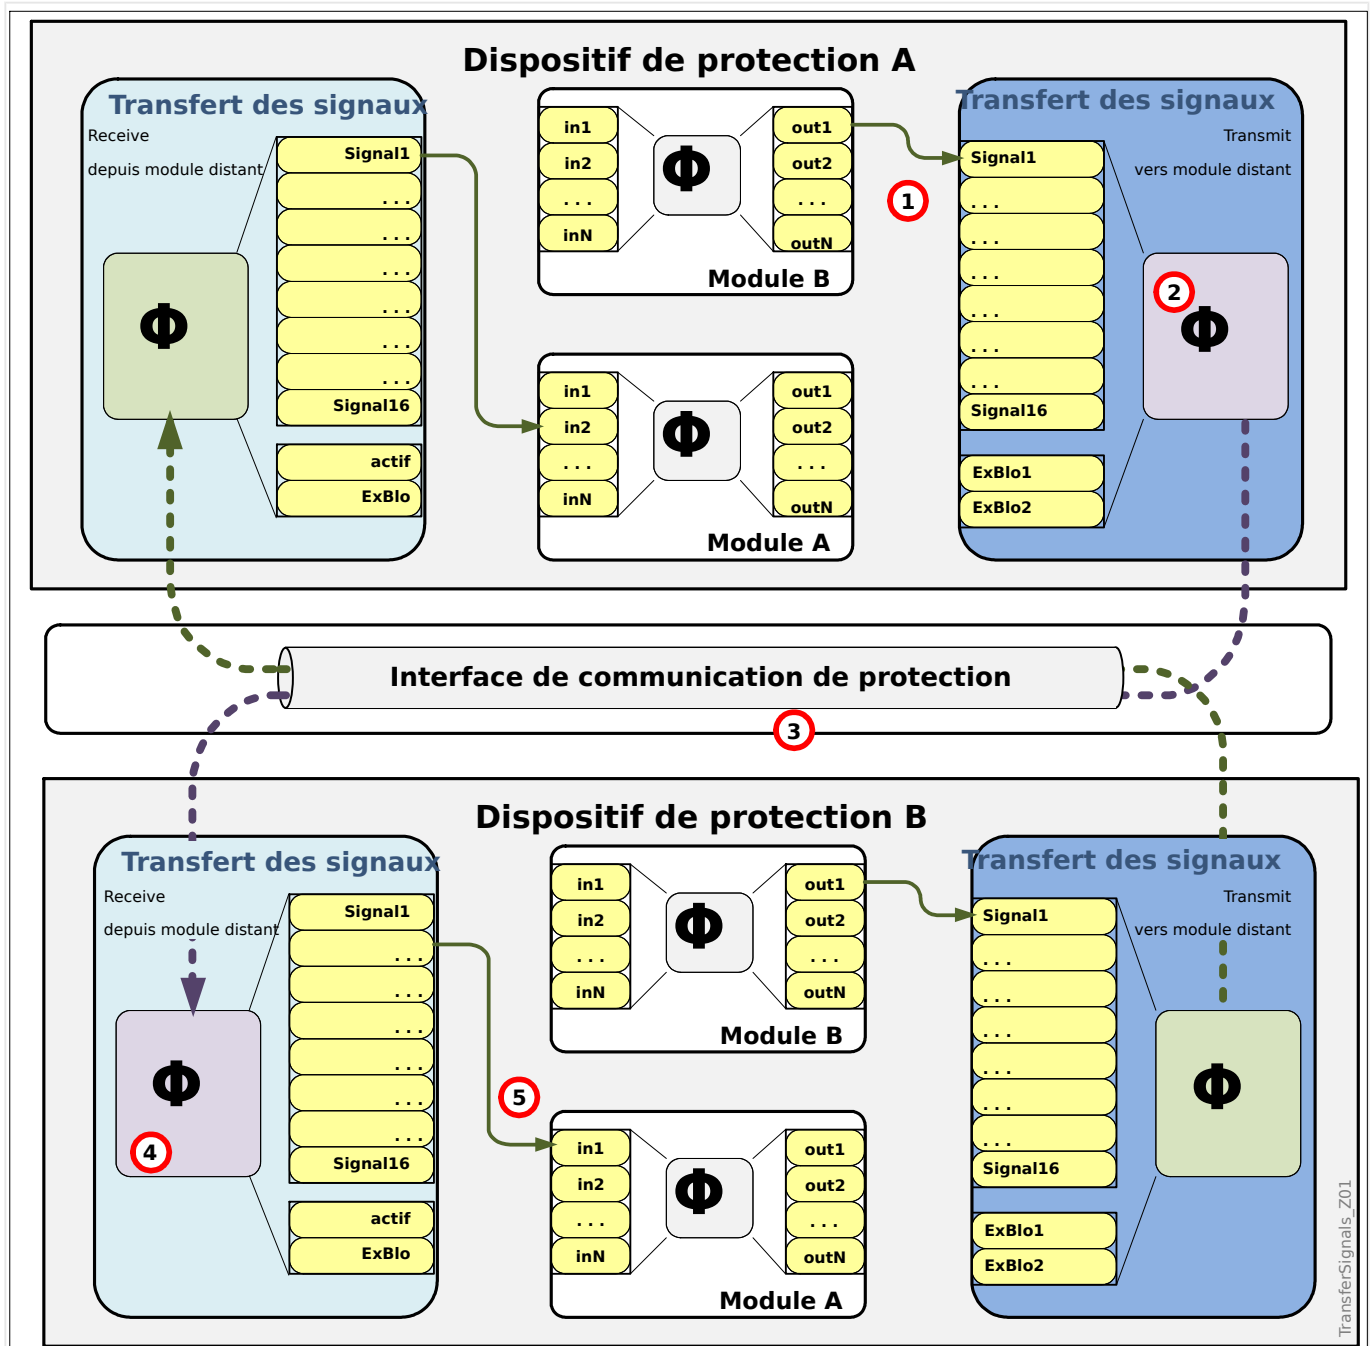 Dispositif de protection A
Transfert des signaux
Receive
depuis module distant
Signal1
...
...
...
...
...
...
Signal16
actif
ExBlo
Φ
in1
in2
...
inN
Φ
out1
out2
...
outN
Module B
in1
in2
...
inN
Φ
out1
out2
...
outN
Module A
1
Transfert des signaux
Transmit
vers module distant
Signal1
...
...
...
...
...
...
Signal16
ExBlo1
ExBlo2
2
Φ
Interface de communication de protection
3
Dispositif de protection B
Transfert des signaux
Receive
depuis module distant
Signal1
...
...
...
...
...
...
Signal16
actif
ExBlo
Φ
4
in1
in2
...
inN
Φ
out1
out2
...
outN
Module B
5
in1
in2
...
inN
Φ
out1
out2
...
outN
Module A
Transfert des signaux
Transmit
vers module distant
Signal1
...
...
...
...
...
...
Signal16
ExBlo1
ExBlo2
Φ
TransferSignals_Z01